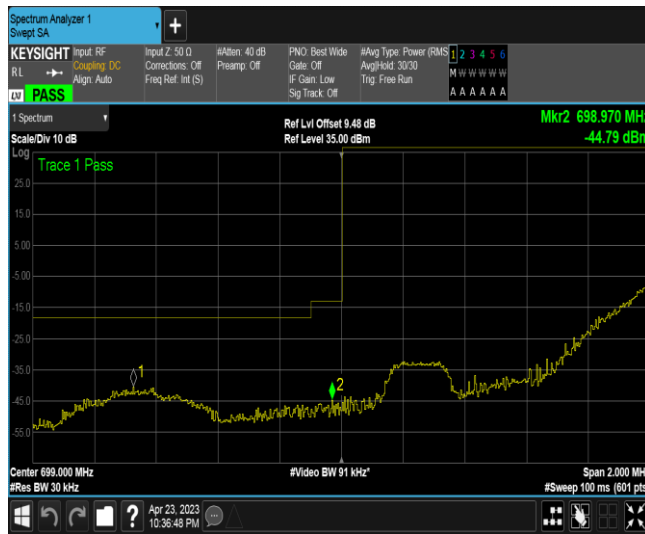 Spectrum Analyzer 1
Swept SA
+
KEYSIGHT Input: RF Input Z: 50 Ω #Atten: 40 dB PNO: Best Wide #Avg Type: Power (RMS 1 2 3 4 5 6
RL Coupling: DC Corrections: Off Preamp: Off Gate: Off Avg|Hold: 30/30 M W W W W W
Align: Auto Freq Ref: Int (S) IF Gain: Low Trig: Free Run
LXI PASS Sig Track: Off A A A A A A
1 Spectrum Ref Lvl Offset 9.48 dB Mkr2 698.970 MHz
Scale/Div 10 dB Ref Level 35.00 dBm -44.79 dBm
Log
Trace 1 Pass
25.0
15.0
5.00
-5.00
-15.0
-25.0
-35.0
1
2
-45.0
-55.0
Center 699.000 MHz #Video BW 91 kHz* Span 2.000 MH
#Res BW 30 kHz #Sweep 100 ms (601 pts
? Apr 23, 2023
10:36:48 PM